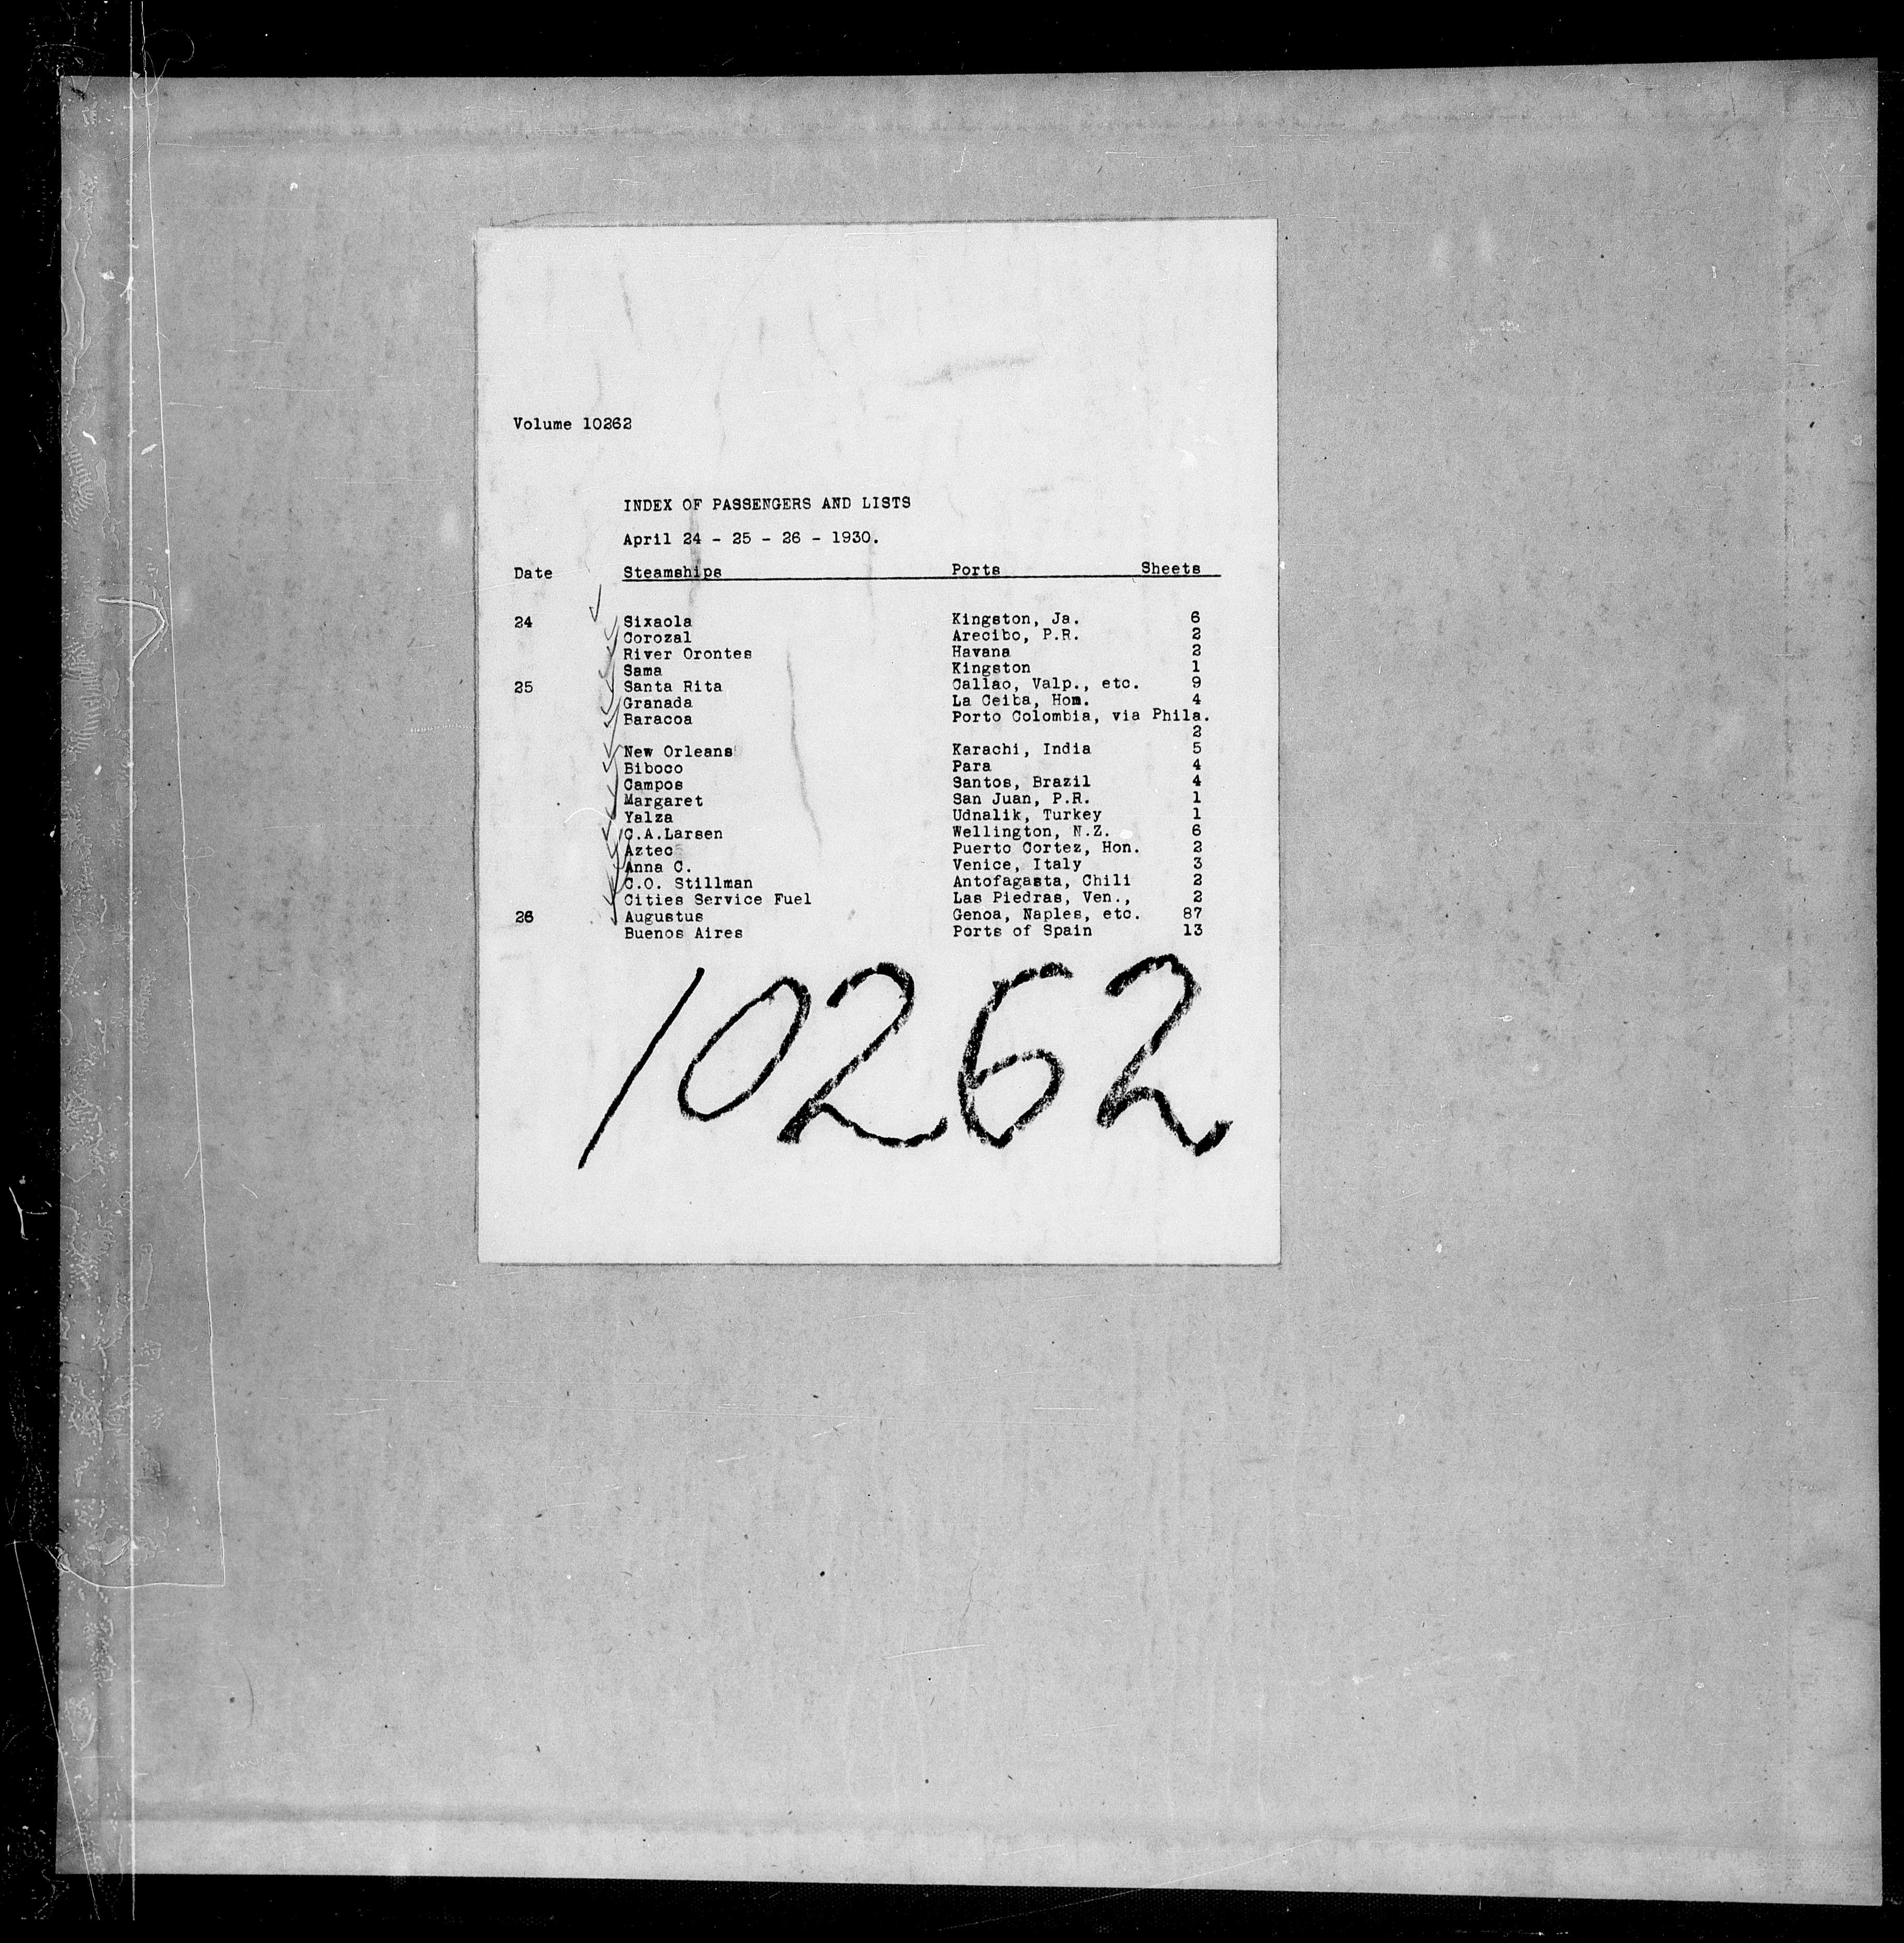 Volume 10262
INDEX OF PASSENGERS AND LISTS
April 24 - 25 - 26 - 1930.
Date Steamships Ports Sheets
24 Sixaola Kingston, Ja. 6
Corozal Arecibo, P.R. 2
River Orontes Havana 2
Sama Kingston 1
25 Santa Rita Callao, Valp., etc. 9
Granada La Ceiba, Hom. 4
Baracoa Porto Colombia, via Phila.
2
New Orleans Karachi, India 5
Biboco Para 4
Campos Santos, Brazil 4
Margaret San Juan, P.R. 1
Yalza Udnalik, Turkey 1
C.A.Larsen Wellington, N.Z. 6
Aztec Puerto Cortez, Hon. 2
Anna C. Venice, Italy 3
C.O. Stillman Antofagasta, Chili 2
Cities Service Fuel Las Piedras, Ven., 2
26 Augustus Genoa, Naples, etc. 87
Buenos Aires Ports of Spain 13
10262